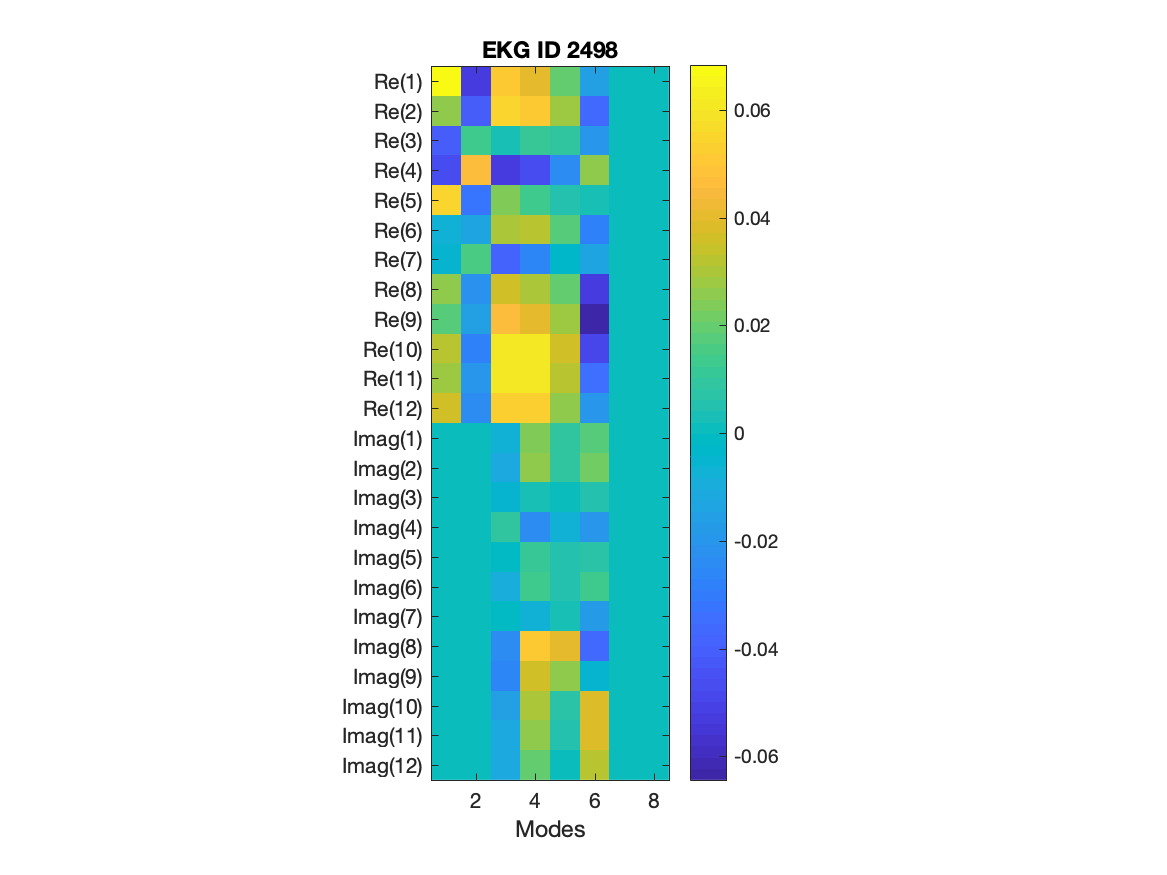 EKG ID 2498
Re(1)
Re(2)
Re(3)
Re(4)
Re(5)
Re(6)
Re(7)
Re(8)
Re(9)
Re(10)
Re(11)
Re(12)
Imag(1)
Imag(2)
Imag(3)
Imag(4)
Imag(5)
Imag(6)
Imag(7)
Imag(8)
Imag(9)
Imag(10)
Imag(11)
Imag(12)
2 4 6 8
Modes
0.06
0.04
0.02
0
-0.02
-0.04
-0.06